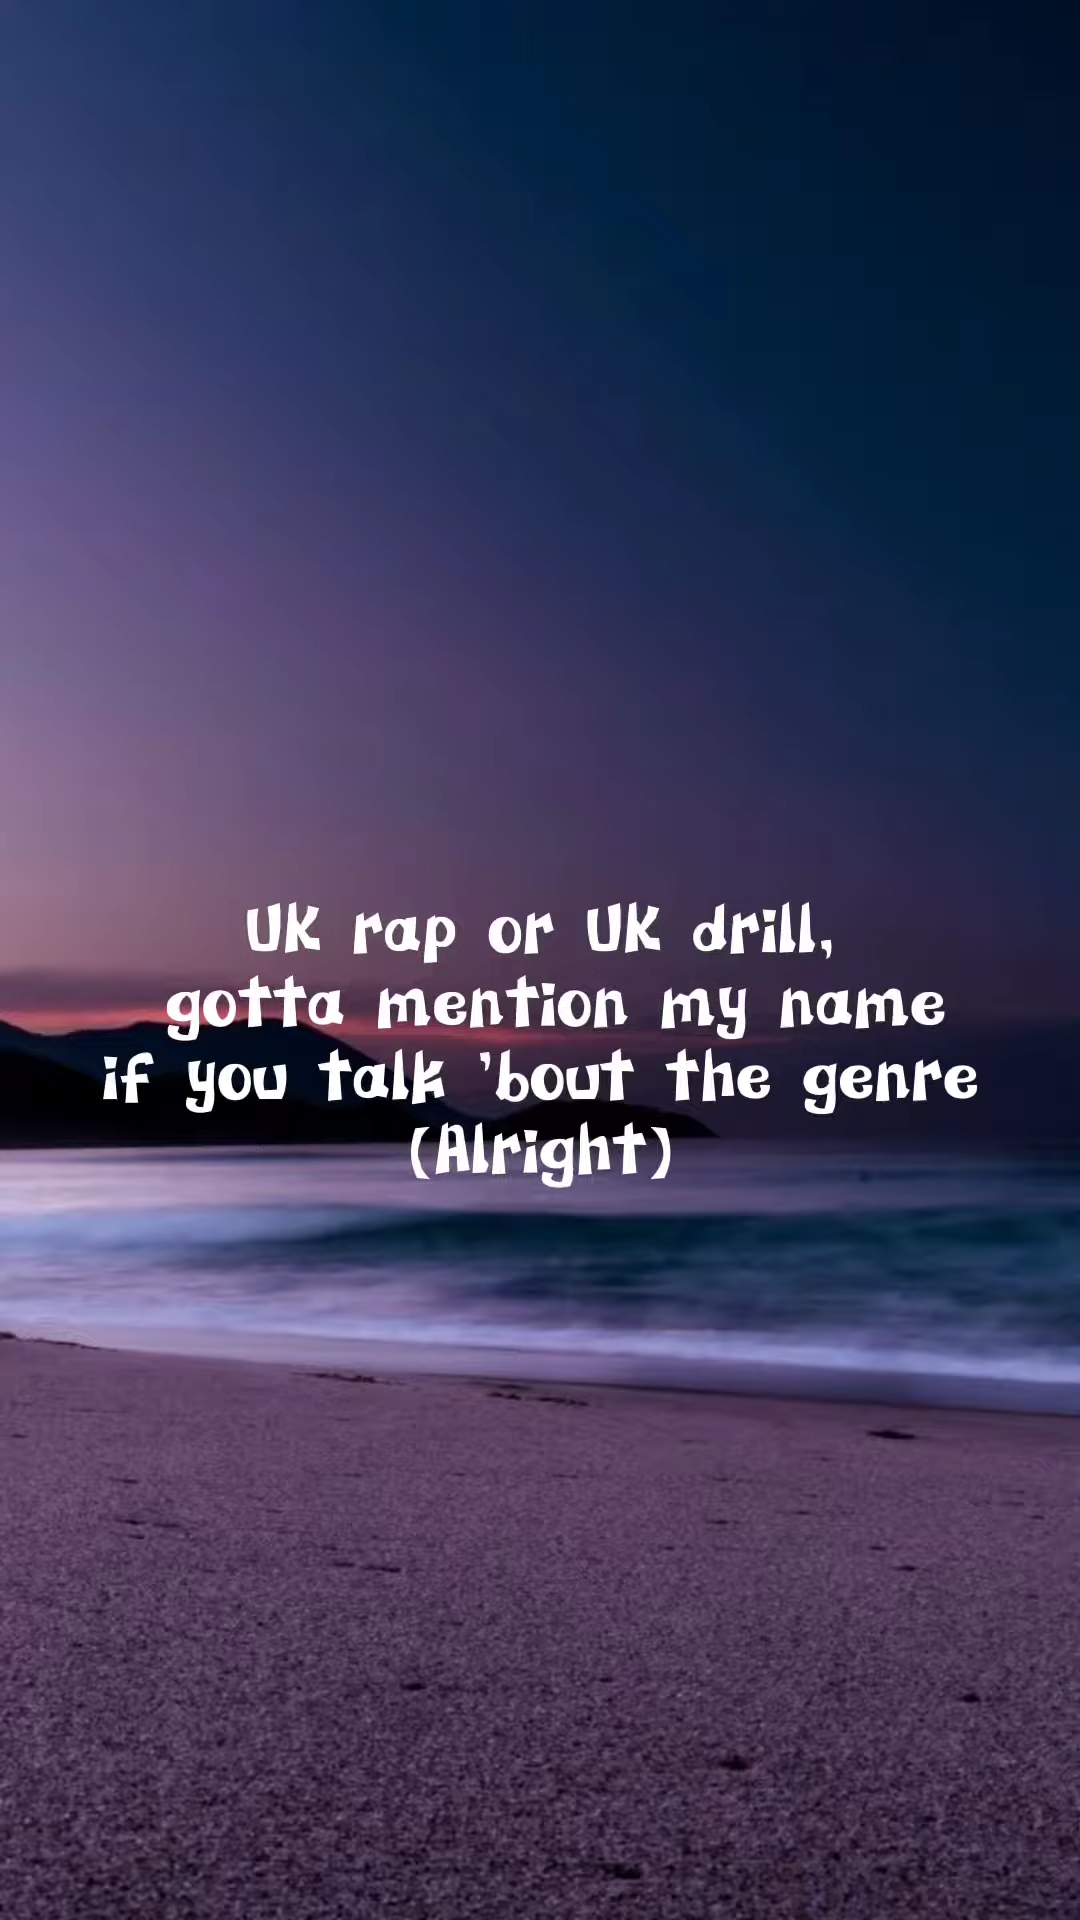 UK rap or UK drill,
gotta mention my name
if you talk 'bout the genre
(Alright)